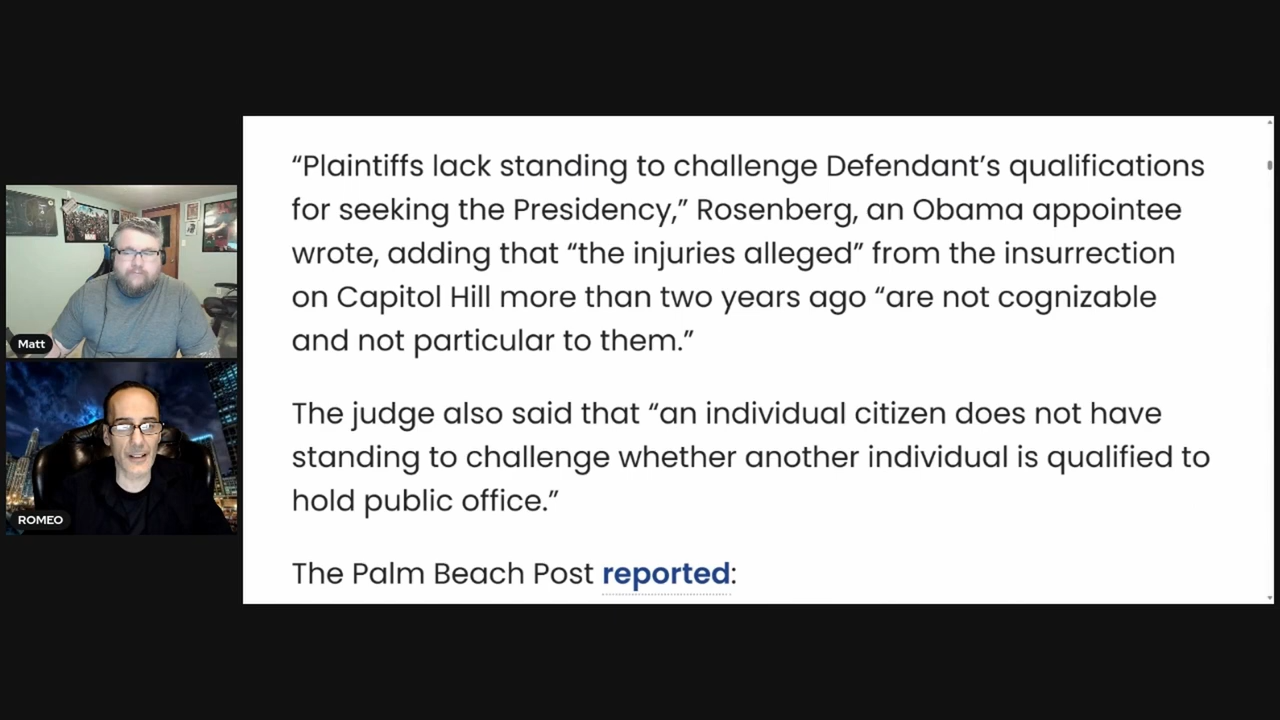 “Plaintiffs lack standing to challenge Defendant’s qualifications
for seeking the Presidency,” Rosenberg, an Obama appointee
wrote, adding that “the injuries alleged” from the insurrection
on Capitol Hill more than two years ago “are not cognizable
and not particular to them.”
The judge also said that “an individual citizen does not have
standing to challenge whether another individual is qualified to
hold public office.”
The Palm Beach Post reported:
Matt
ROMEO